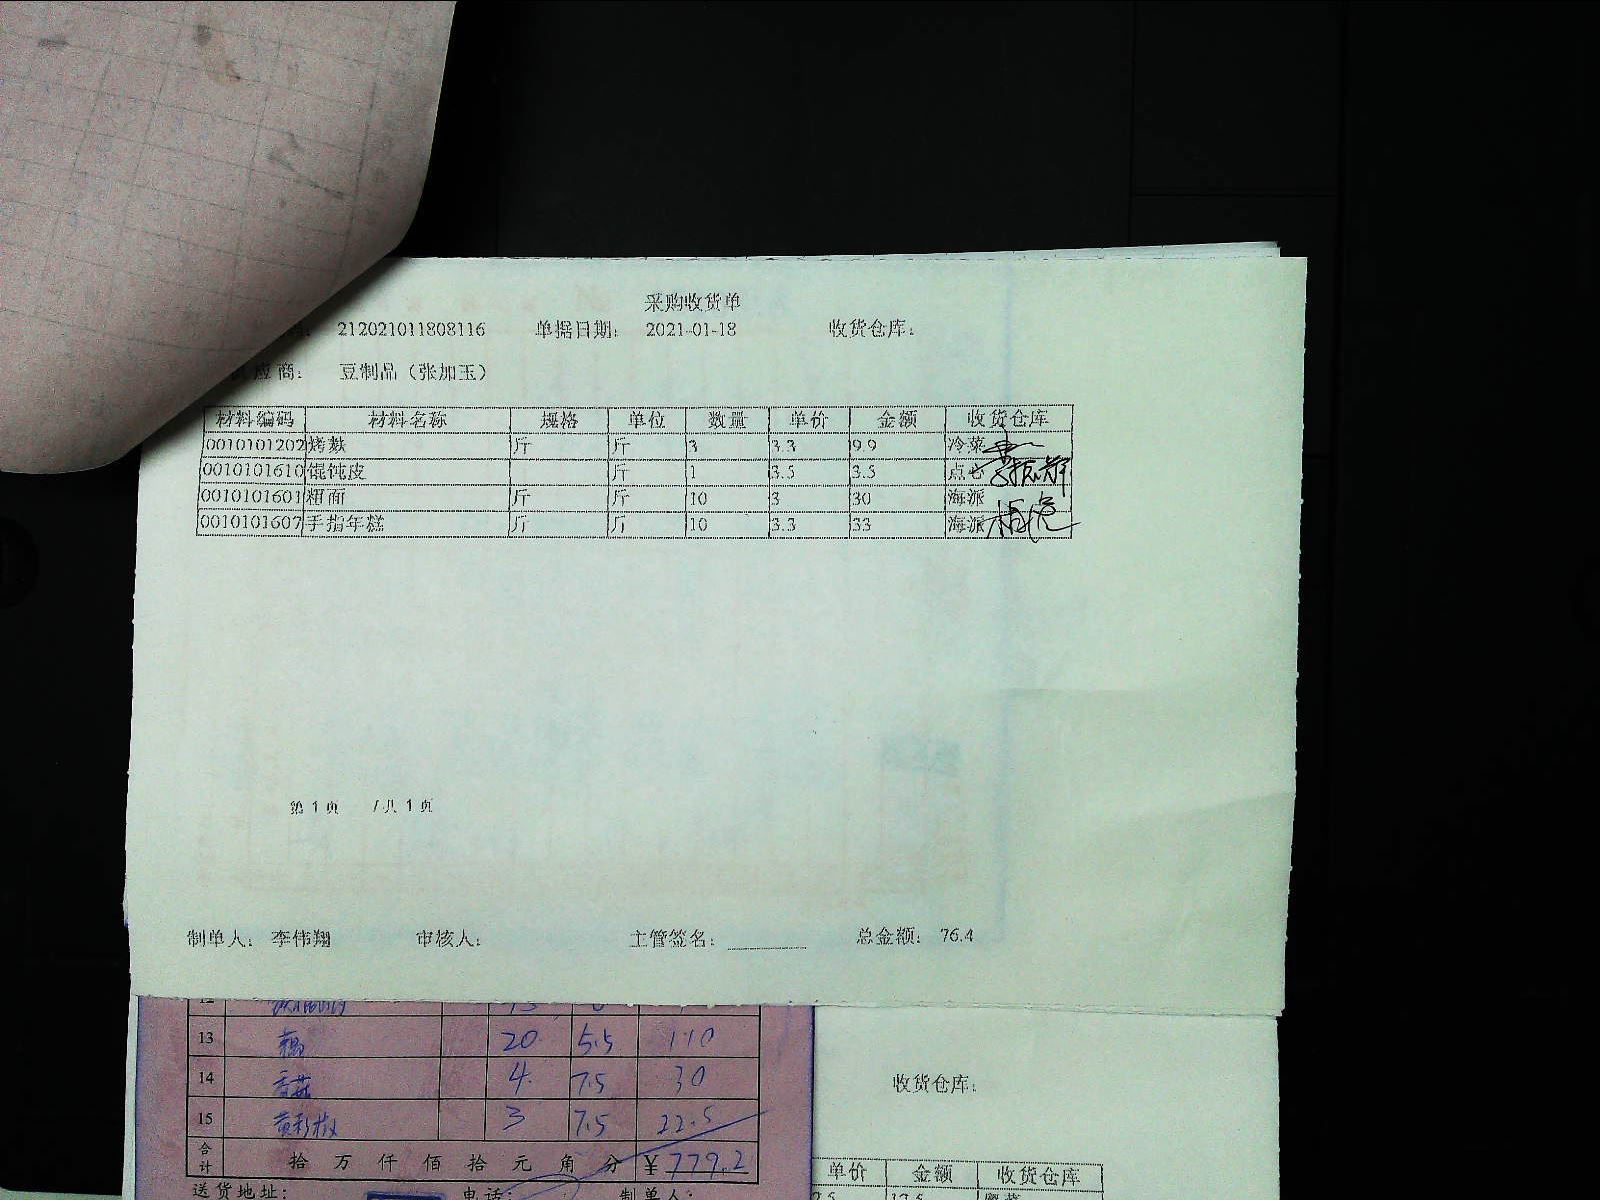 采购收货单
212021011808116 单据日期: 2021-01-18 收货仓库:
应商: 豆制品（张加玉）
材料编码 材料名称 规格 单位 数量 单价 金额 收货仓库
0010101202 烤麸 斤 斤 3 3.3 9.9 冷菜
0010101610 馄饨皮 斤 1 3.5 3.5 点心
0010101601 粗面 斤 斤 10 3 30 海派
0010101607 手指年糕 斤 斤 10 3.3 33 海派
第 1 页 / 共 1 页
制单人: 李伟翔 审核人: 主管签名: 总金额: 76.4
13 藕 20 5.5 110
14 香菇 4 7.5 30
15 黄彩椒 3 7.5 22.5
合计 拾 万 仟 佰 拾 元 角 分 ¥ 779.2
送货地址: 电话: 制单人:
收货仓库:
单价 金额 收货仓库